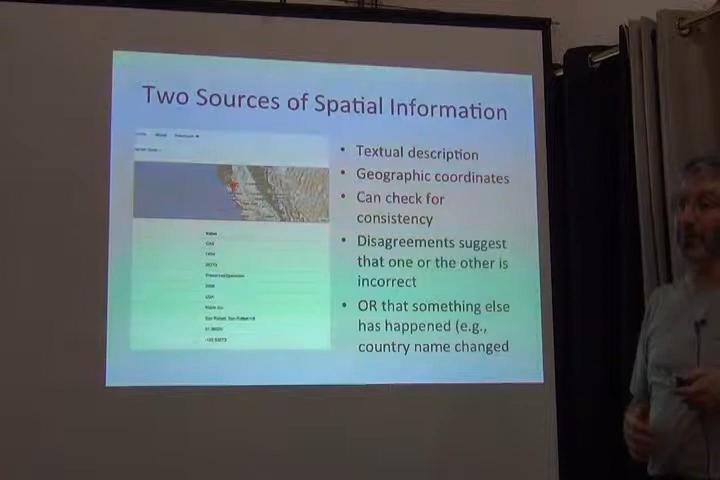 Two Sources of Spatial Information
• Textual description
• Geographic coordinates
• Can check for
consistency
• Disagreements suggest
that one or the other is
incorrect
• OR that something else
has happened (e.g.,
country name changed